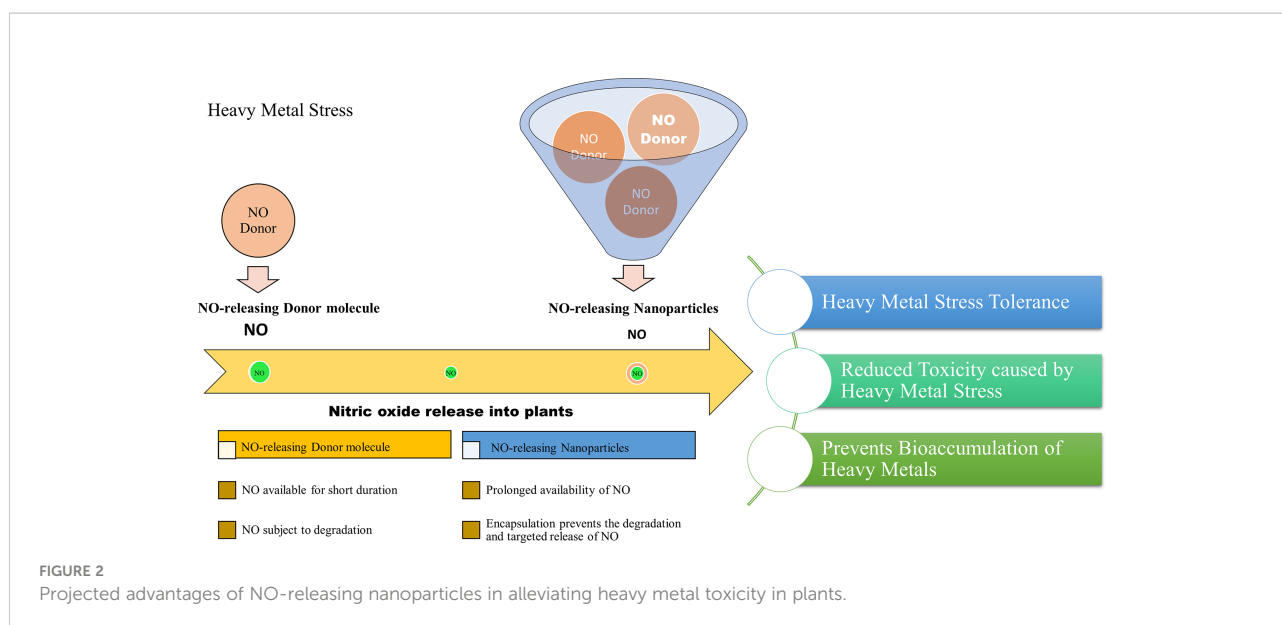 Heavy Metal Stress
NO
Donor
NO
Donor
NO
Donor
NO
Donor
NO-releasing Donor molecule
NO
NO-releasing Nanoparticles
NO
NO
NO
NO
Nitric oxide release into plants
NO-releasing Donor molecule
NO available for short duration
NO subject to degradation
NO-releasing Nanoparticles
Prolonged availability of NO
Encapsulation prevents the degradation
and targeted release of NO
Heavy Metal Stress Tolerance
Reduced Toxicity caused by
Heavy Metal Stress
Prevents Bioaccumulation of
Heavy Metals
FIGURE 2
Projected advantages of NO-releasing nanoparticles in alleviating heavy metal toxicity in plants.